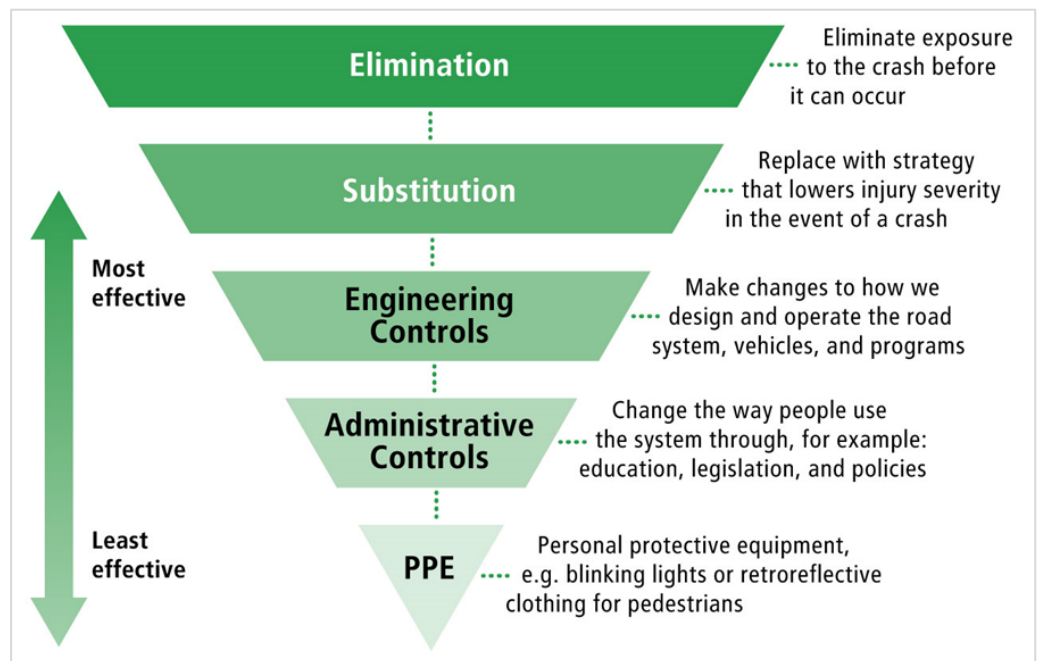 Elimination
Eliminate exposure
to the crash before
it can occur
Substitution
Replace with strategy
that lowers injury severity
in the event of a crash
Most
effective
Engineering
Controls
Make changes to how we
design and operate the road
system, vehicles, and programs
Administrative
Controls
Change the way people use
the system through, for example:
education, legislation, and policies
Least
effective
PPE
Personal protective equipment,
e.g. blinking lights or retroreflective
clothing for pedestrians